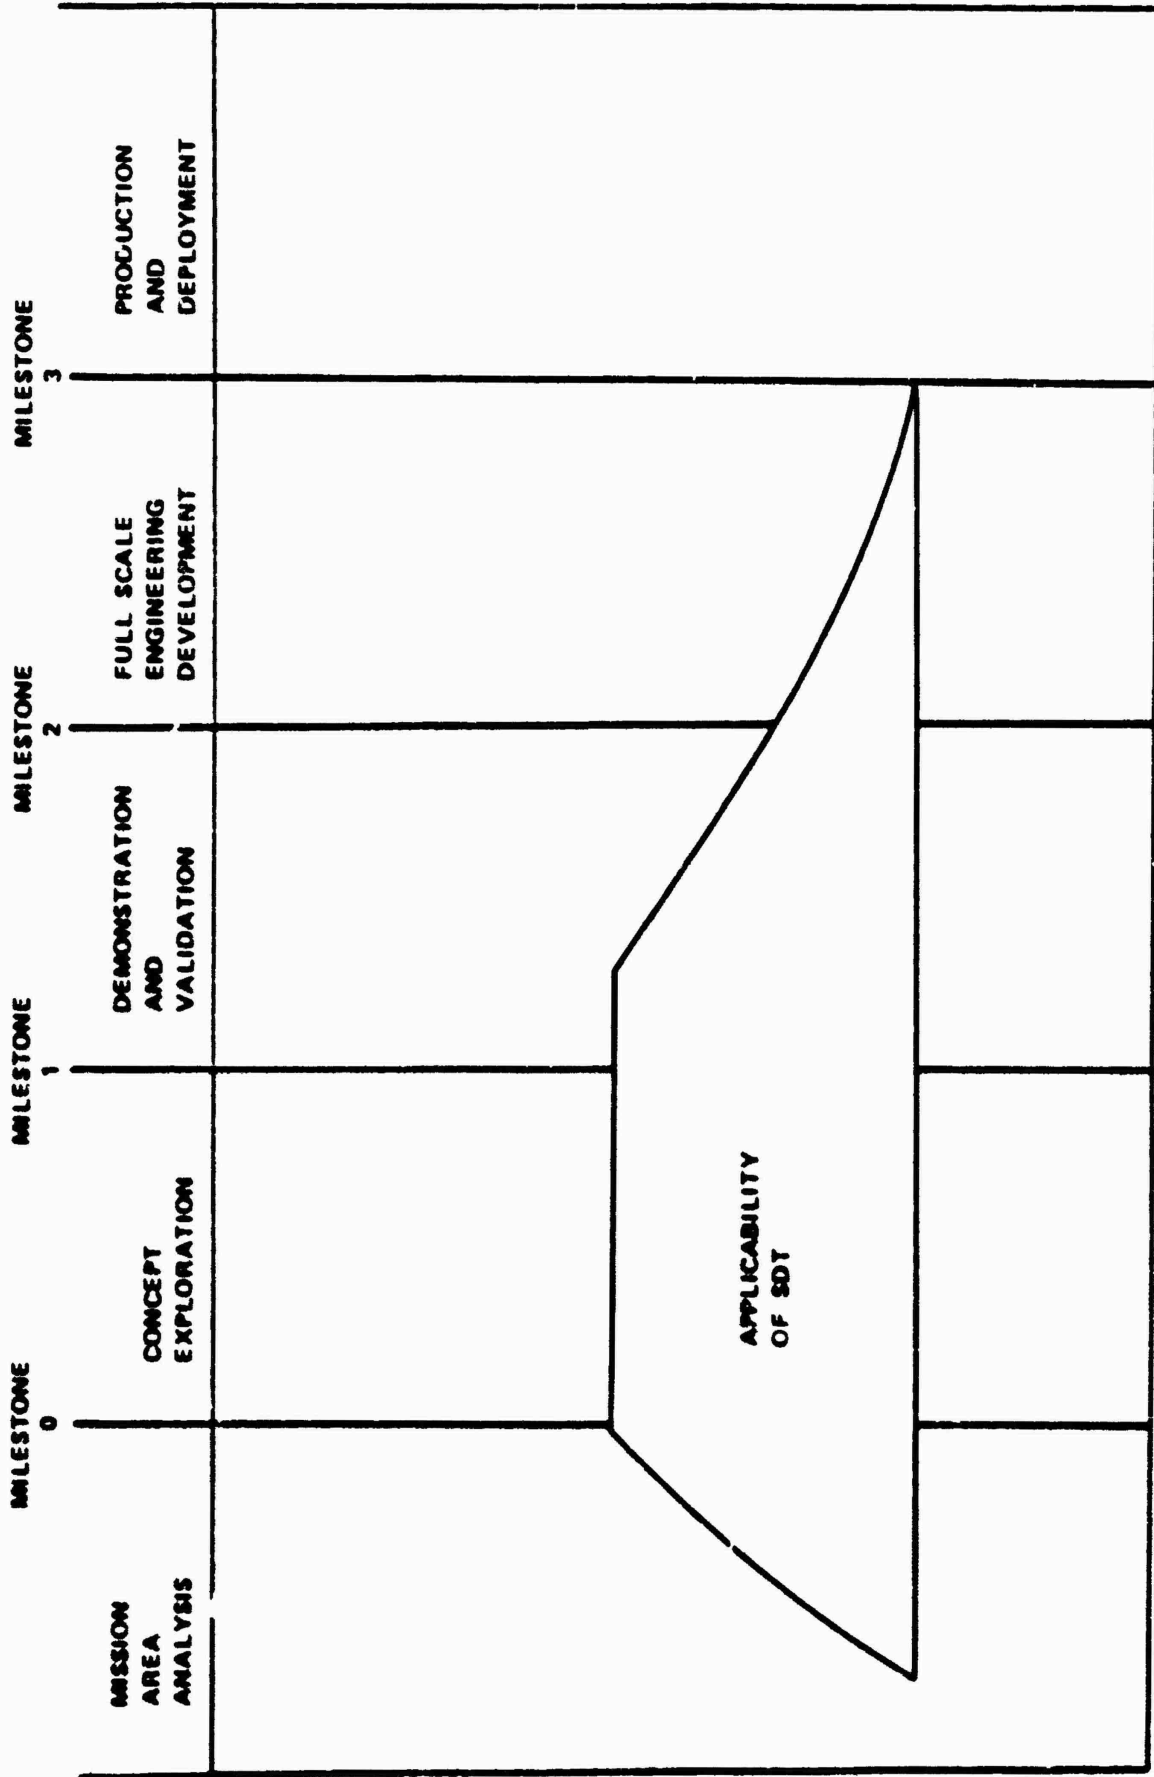 MILESTONE
0
MILESTONE
1
MILESTONE
2
MILESTONE
3
MISSION
AREA
ANALYSIS
CONCEPT
EXPLORATION
DEMONSTRATION
AND
VALIDATION
FULL SCALE
ENGINEERING
DEVELOPMENT
PRODUCTION
AND
DEPLOYMENT
APPLICABILITY
OF SDT